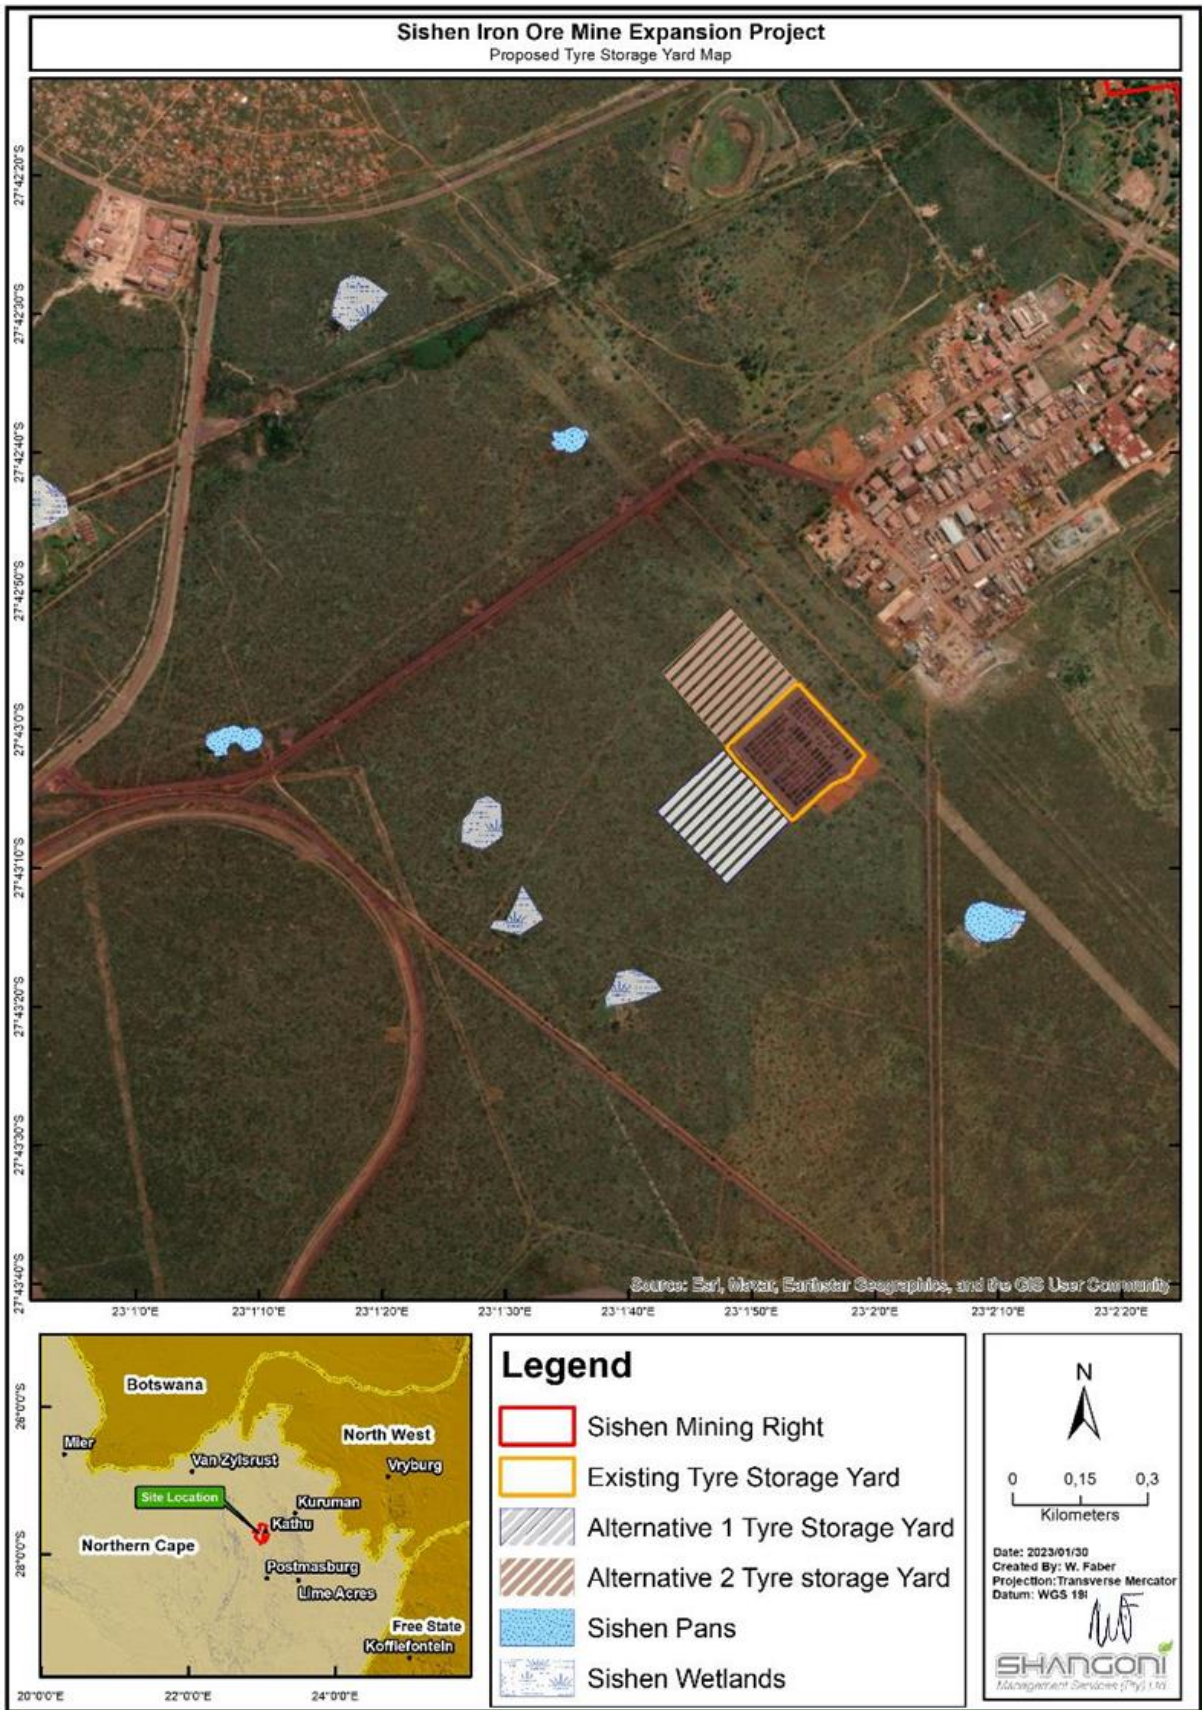 Sishen Iron Ore Mine Expansion Project
Proposed Tyre Storage Yard Map
27°42'20"S
27°42'30"S
27°42'40"S
27°42'50"S
27°43'0"S
27°43'10"S
27°43'20"S
27°43'30"S
27°43'40"S
Source: Esri, Maxar, Earthstar Geographics, and the GIS User Community
23°1'0"E
23°1'10"E
23°1'20"E
23°1'30"E
23°1'40"E
23°1'50"E
23°2'0"E
23°2'10"E
23°2'20"E
26°0'0"S
28°0'0"S
Botswana
Mier
North West
Van Zylsrust
Vryburg
Site Location
Kuruman
Kathu
Northern Cape
Postmasburg
Lime Acres
Free State
Koffiefontein
20°0'0"E
22°0'0"E
24°0'0"E
Legend
Sishen Mining Right
Existing Tyre Storage Yard
Alternative 1 Tyre Storage Yard
Alternative 2 Tyre storage Yard
Sishen Pans
Sishen Wetlands
N
0 0,15 0,3
Kilometers
Date: 2023/01/30
Created By: W. Faber
Projection:Transverse Mercator
Datum: WGS
SHANGONI
Management Services (Pty) Ltd